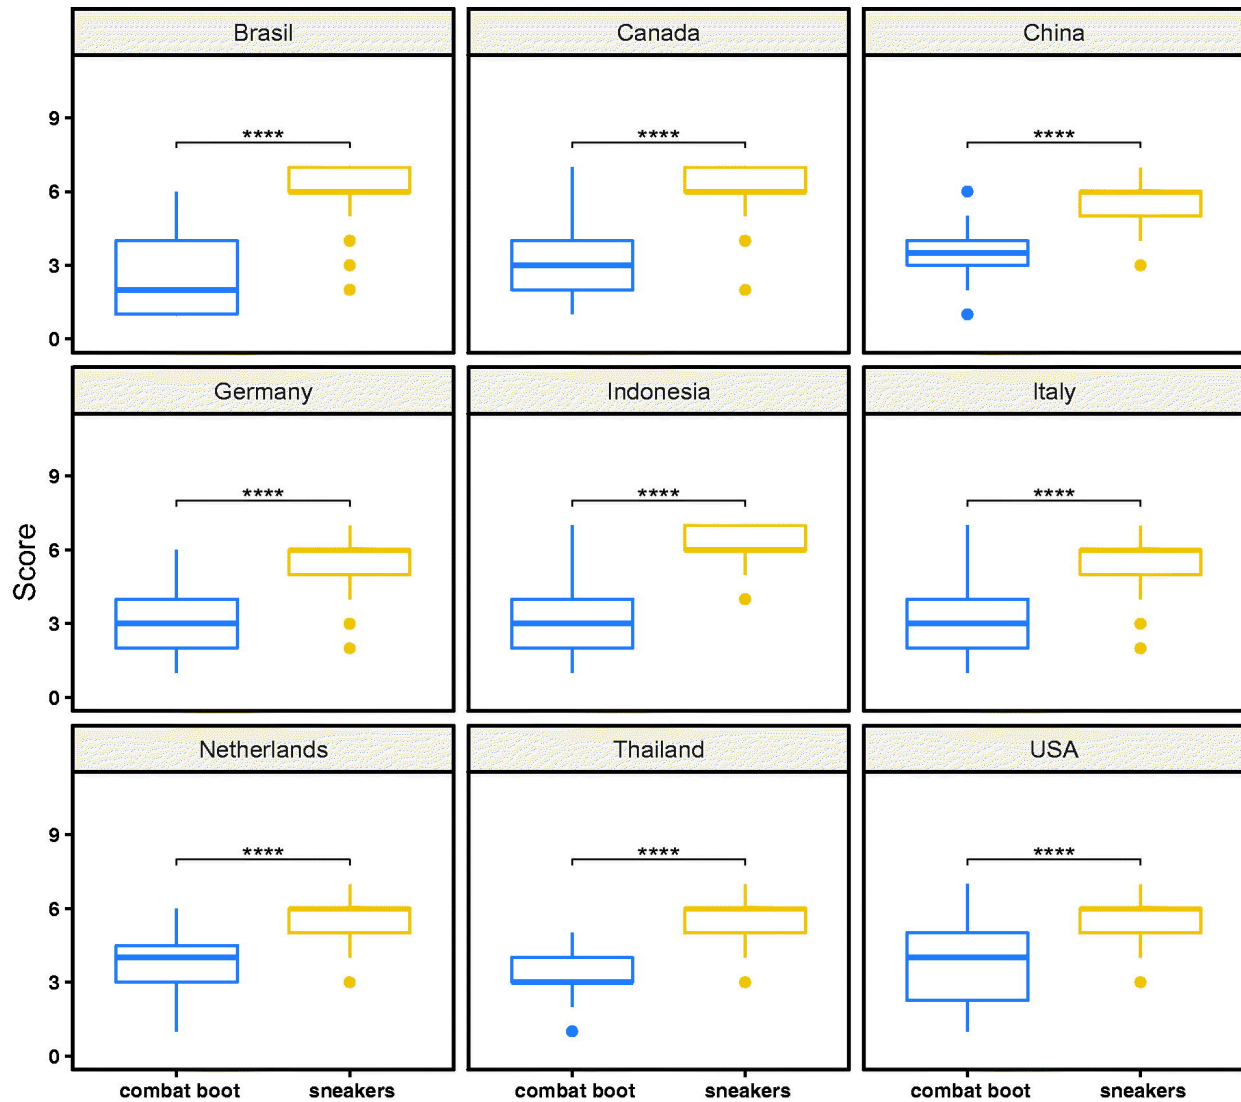 Brasil
Canada
China
9
6
3
0
****
****
****
Germany
Indonesia
Italy
Score
9
6
3
0
****
****
****
Netherlands
Thailand
USA
9
6
3
0
****
****
****
combat boot
sneakers
combat boot
sneakers
combat boot
sneakers